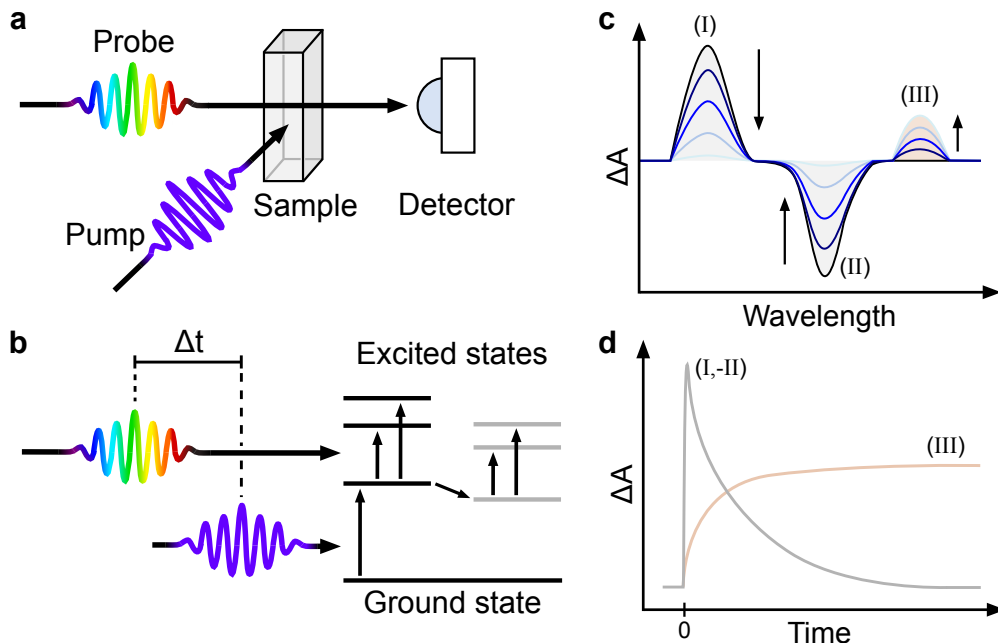 a
Probe
Sample
Detector
Pump
b
Δt
Excited states
Ground state
c
(I)
(III)
(II)
ΔA
Wavelength
d
(I,-II)
(III)
ΔA
0
Time